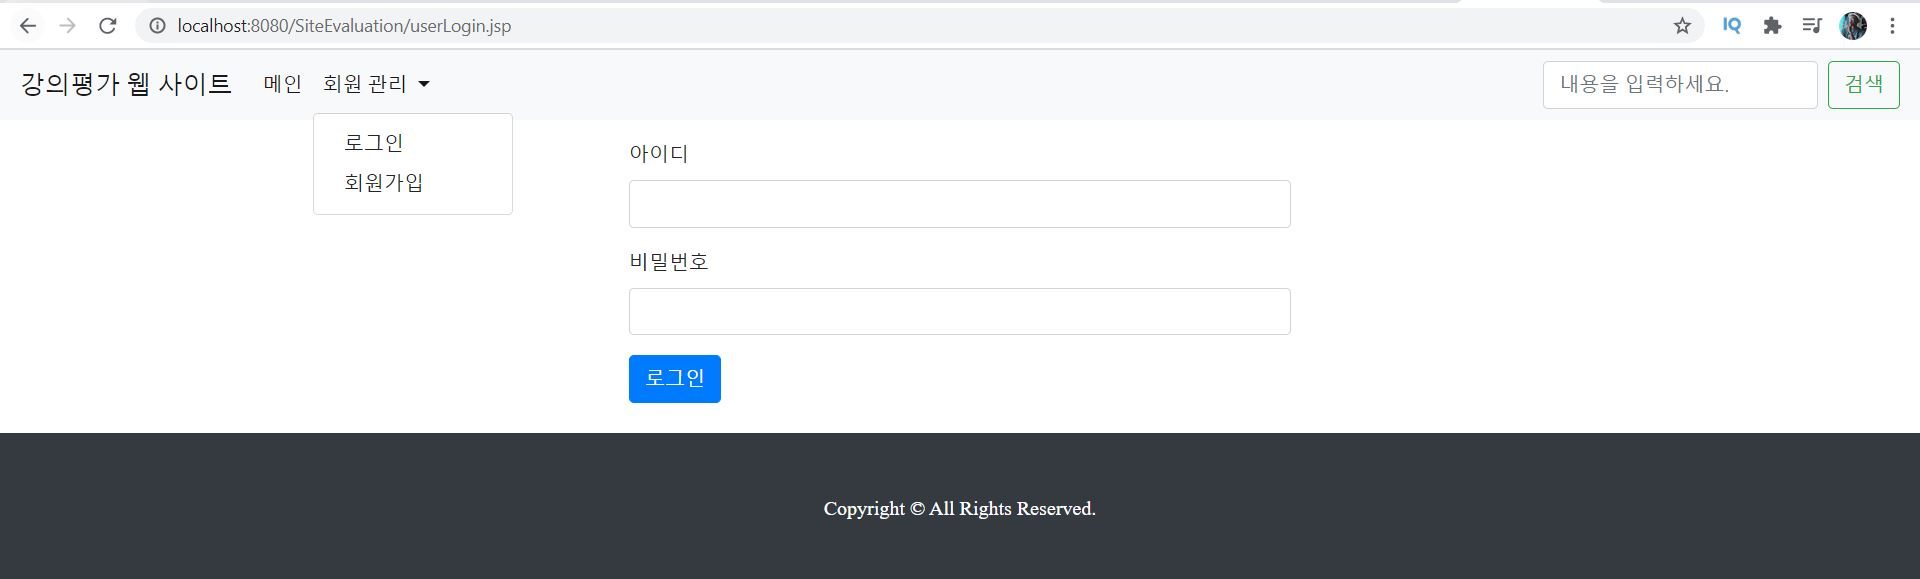 localhost:8080/SiteEvaluation/userLogin.jsp
IQ
강의평가 웹 사이트 메인 회원 관리 내용을 입력하세요. 검색
로그인
회원가입
아이디
비밀번호
로그인
Copyright © All Rights Reserved.